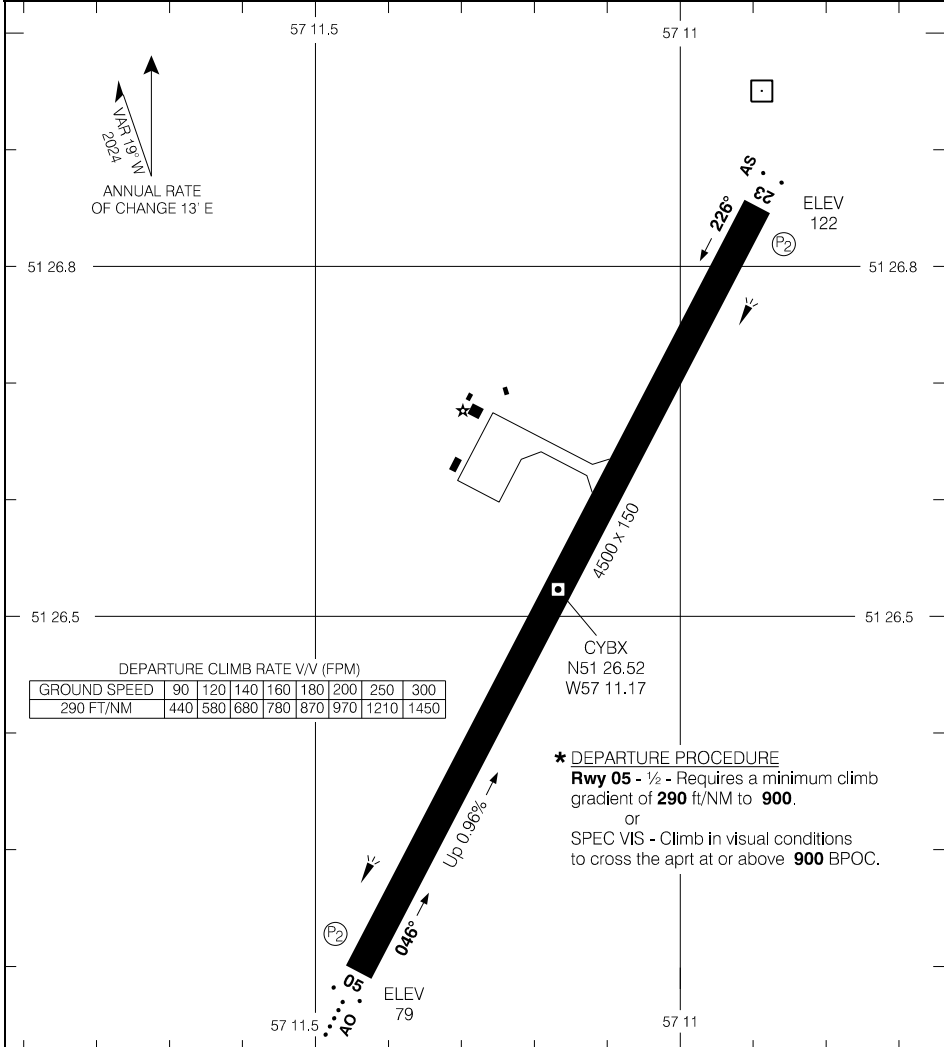 57 11.5
57 11
VAR 19° W
2024
ANNUAL RATE
OF CHANGE 13' E
AS
23
ELEV
122
226°
P2
51 26.8
51 26.8
4500 x 150
51 26.5
51 26.5
CYBX
N51 26.52
W57 11.17
DEPARTURE CLIMB RATE V/V (FPM)
GROUND SPEED 90 120 140 160 180 200 250 300
290 FT/NM 440 580 680 780 870 970 1210 1450
* DEPARTURE PROCEDURE
Rwy 05 - ½ - Requires a minimum climb
gradient of 290 ft/NM to 900.
or
SPEC VIS - Climb in visual conditions
to cross the aprt at or above 900 BPOC.
Up 0.96%
046°
P2
05
AO
ELEV
79
57 11.5
57 11